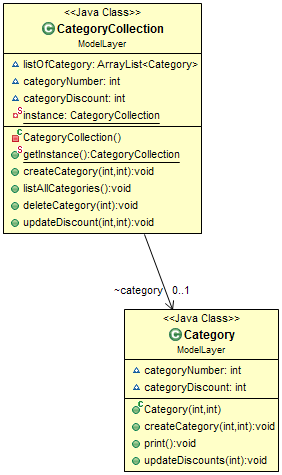 <<Java Class>>
CategoryCollection
ModelLayer
listOfCategory: ArrayList<Category>
categoryNumber: int
categoryDiscount: int
instance: CategoryCollection
CategoryCollection()
getInstance():CategoryCollection
createCategory(int,int):void
listAllCategories():void
deleteCategory(int):void
updateDiscount(int,int):void
~category 0..1
<<Java Class>>
Category
ModelLayer
categoryNumber: int
categoryDiscount: int
Category(int,int)
createCategory(int,int):void
print():void
updateDiscounts(int):void